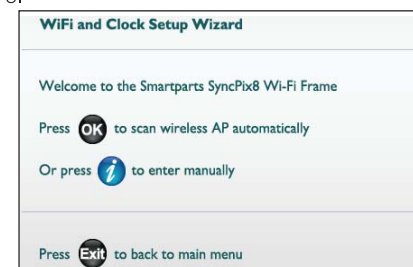 WiFi and Clock Setup Wizard
Welcome to the Smartparts SyncPix8 Wi-Fi Frame
Press OK to scan wireless AP automatically
Or press i to enter manually
Press Exit to back to main menu